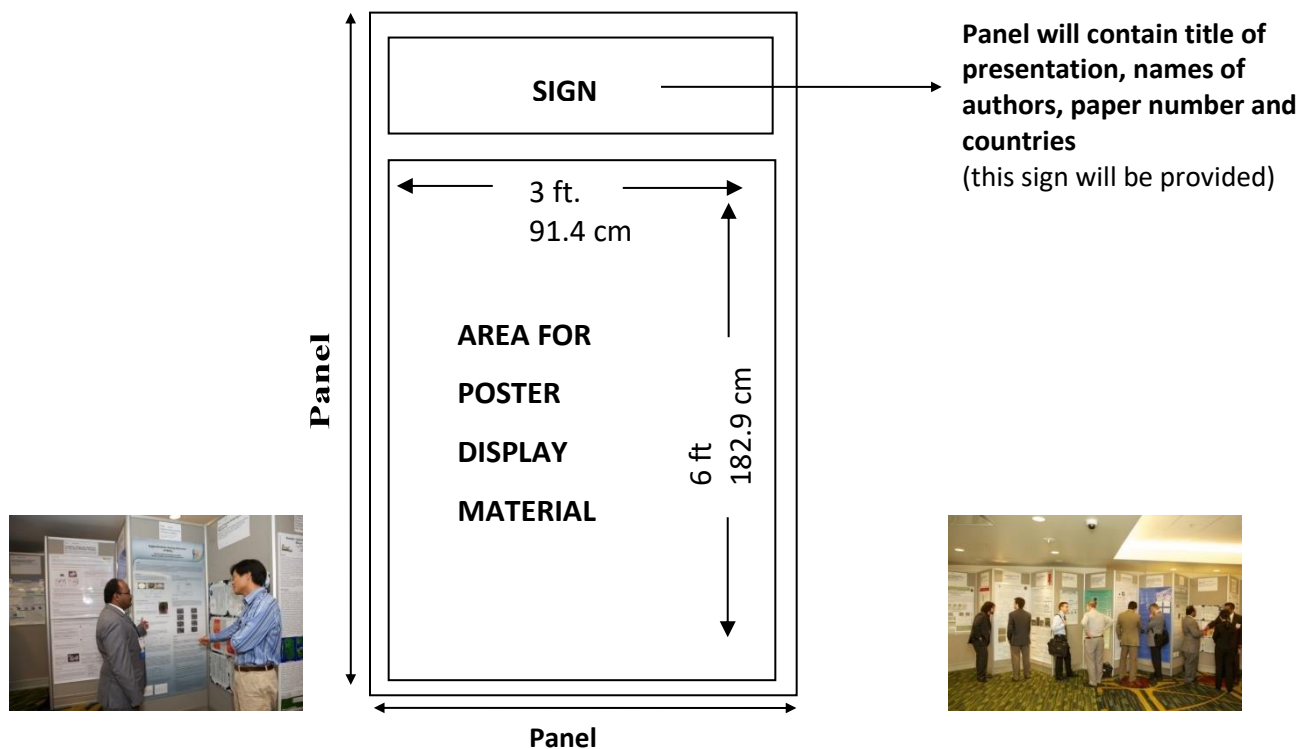 SIGN
Panel will contain title of
presentation, names of
authors, paper number and
countries
(this sign will be provided)
3 ft.
91.4 cm
AREA FOR
POSTER
DISPLAY
MATERIAL
6 ft
182.9 cm
Panel
Panel